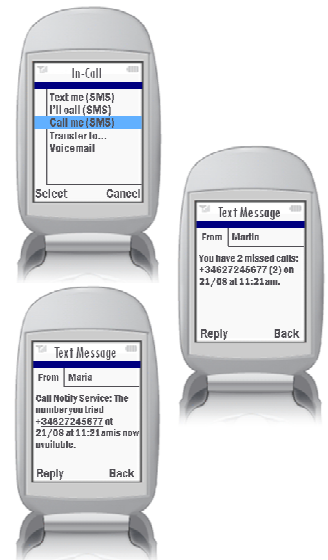 In-Call
Text me (SMS)
I'll call (SMS)
Call me (SMS)
Transfer to...
Voicemail
Select Cancel
Text Message
From Martin
You have 2 missed calls:
+34627245677 (2) on
21/08 at 11:21am.
Reply Back
Text Message
From Maria
Call Notify Service: The
number you tried
+34627245677 at
21/08 at 11:21am is now
available.
Reply Back